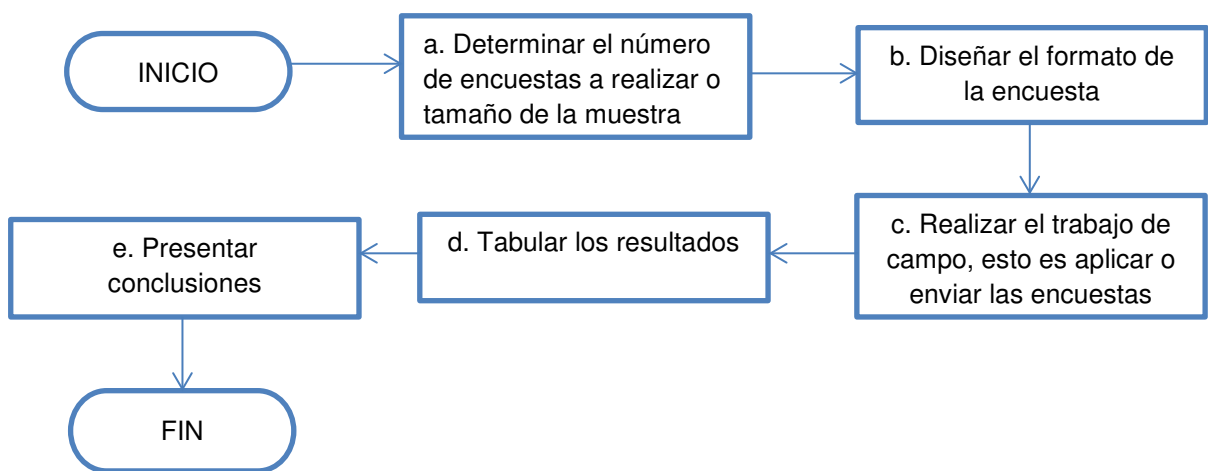 INICIO
a. Determinar el número
de encuestas a realizar o
tamaño de la muestra
b. Diseñar el formato de
la encuesta
c. Realizar el trabajo de
campo, esto es aplicar o
enviar las encuestas
d. Tabular los resultados
e. Presentar
conclusiones
FIN